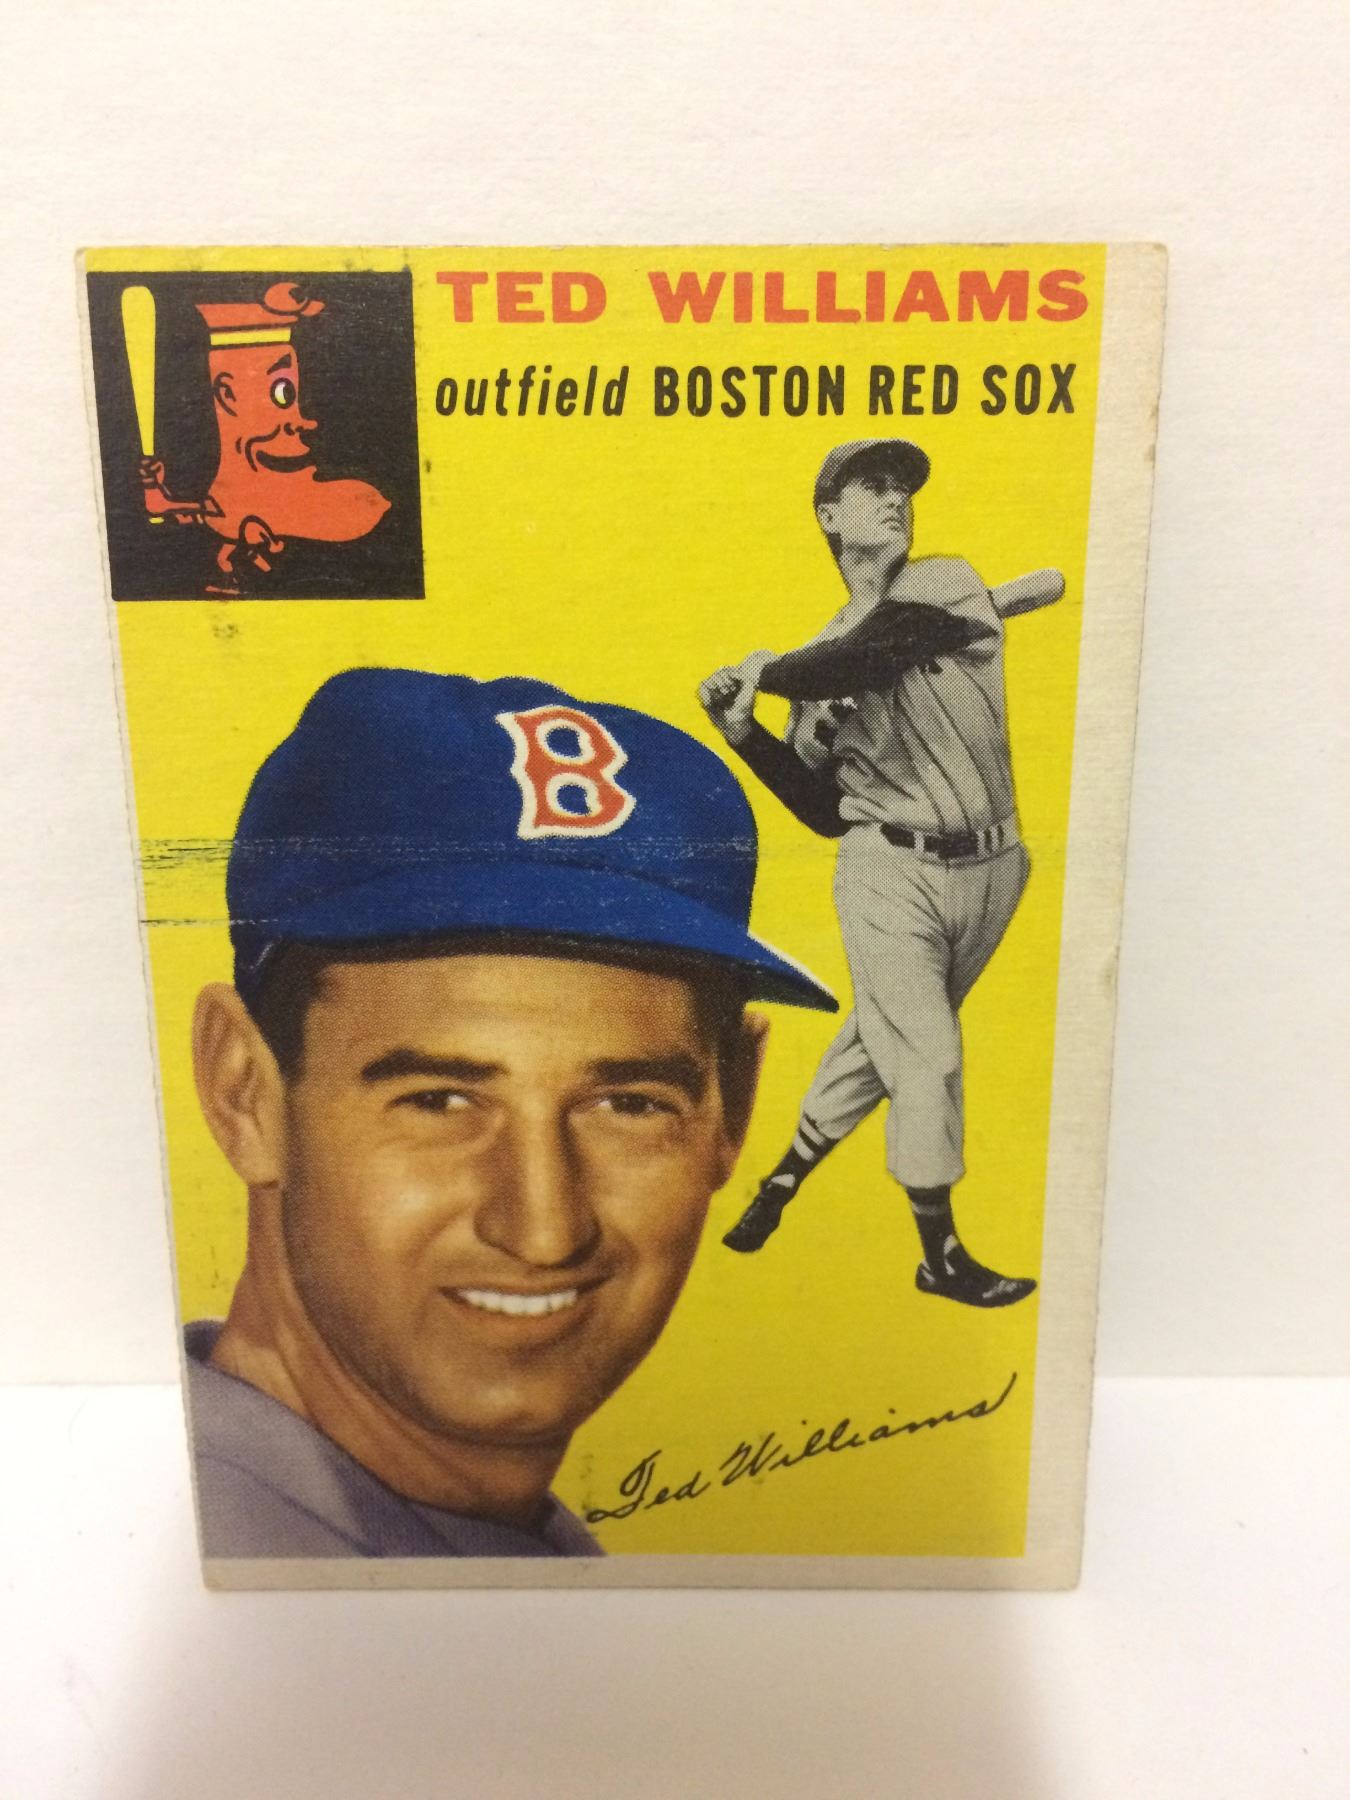 TED WILLIAMS
outfield BOSTON RED SOX
B
Ted Williams